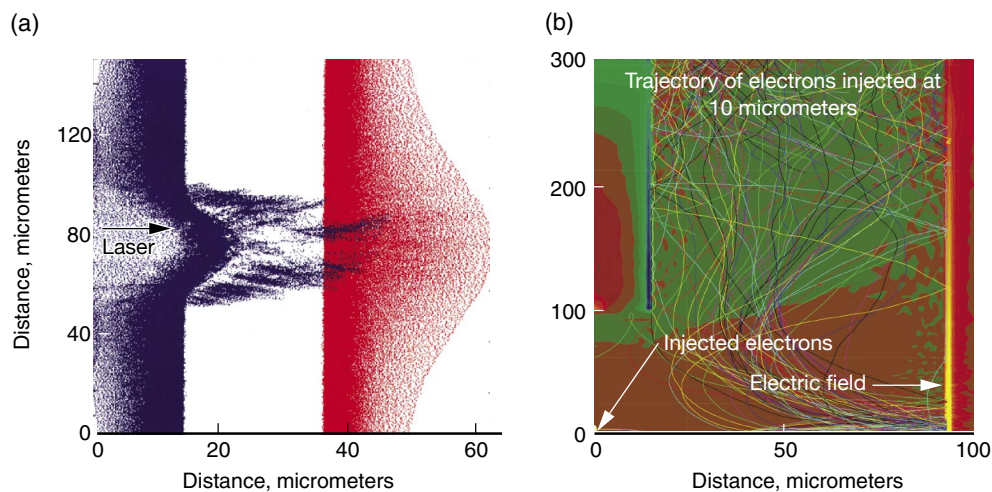 (a)
Distance, micrometers
120
80
40
0
Laser
0
20
40
60
Distance, micrometers
(b)
300
200
100
0
Trajectory of electrons injected at
10 micrometers
Injected electrons
Electric field
0
50
100
Distance, micrometers